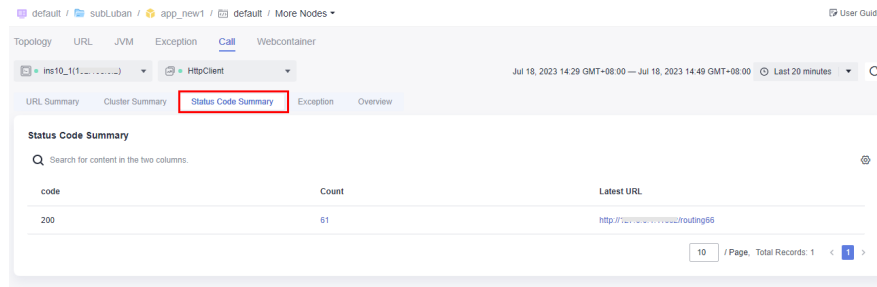 default / subLuban / app_new1 / default / More Nodes User Guid
Topology URL JVM Exception Call Webcontainer
ins10_1(1 HttpClient Jul 18, 2023 14:29 GMT+08:00 — Jul 18, 2023 14:49 GMT+08:00 Last 20 minutes
URL Summary Cluster Summary Status Code Summary Exception Overview
Status Code Summary
Search for content in the two columns.
code Count Latest URL
200 61 http:// /routing66
10 / Page, Total Records: 1 < 1 >